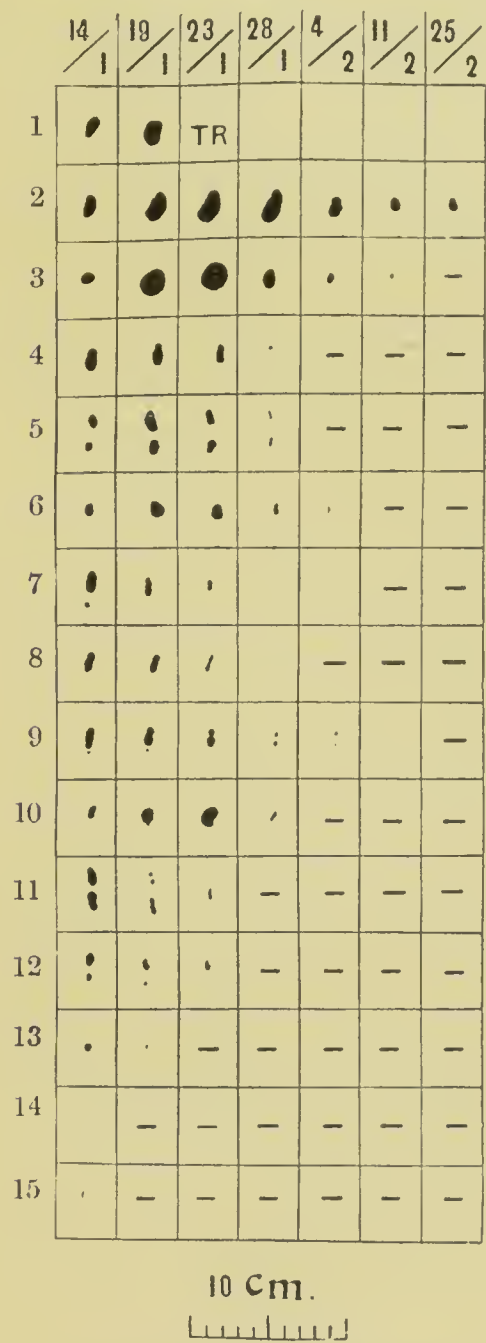 14/1 19/1 23/1 28/1 4/2 11/2 25/2
1 TR
2
3 —
4 — — —
5 — — —
6 — —
7 — —
8 — — —
9 —
10 — — —
11 — — — —
12 — — — —
13 — — — — —
14 — — — — — —
15 — — — — — —
10 Cm.